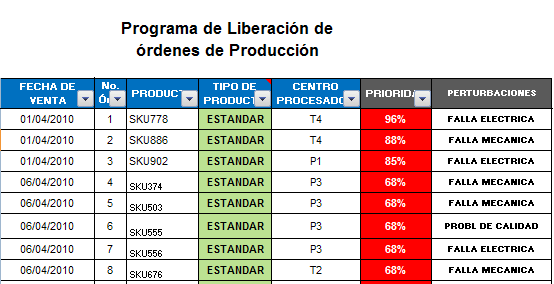 Programa de Liberación de
órdenes de Producción
FECHA DE VENTA No. Ór PRODUCT TIPO DE PRODUCT CENTRO PROCESADO PRIORIDA PERTURBACIONES
01/04/2010 1 SKU778 ESTANDAR T4 96% FALLA ELECTRICA
01/04/2010 2 SKU886 ESTANDAR T4 88% FALLA MECANICA
01/04/2010 3 SKU902 ESTANDAR P1 85% FALLA ELECTRICA
06/04/2010 4 SKU374 ESTANDAR P3 68% FALLA MECANICA
06/04/2010 5 SKU503 ESTANDAR P3 68% FALLA MECANICA
06/04/2010 6 SKU555 ESTANDAR P3 68% PROBL DE CALIDAD
06/04/2010 7 SKU556 ESTANDAR P3 68% FALLA ELECTRICA
06/04/2010 8 SKU676 ESTANDAR T2 68% FALLA MECANICA